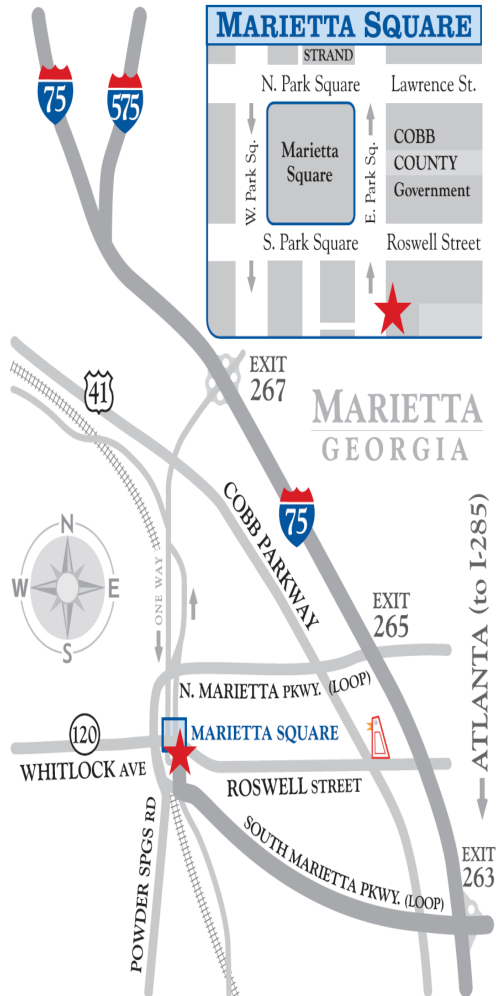 MARIETTA SQUARE
STRAND
N. Park Square
Lawrence St.
W. Park Sq.
Marietta
Square
E. Park Sq.
COBB
COUNTY
Government
S. Park Square
Roswell Street
75
575
EXIT
267
41
MARIETTA
GEORGIA
COBB PARKWAY
75
ATLANTA (to I-285)
N
W
E
S
ONE WAY
EXIT
265
N. MARIETTA PKWY. (LOOP)
120
MARIETTA SQUARE
WHITLOCK AVE
ROSWELL STREET
POWDER SPGS RD
SOUTH MARIETTA PKWY. (LOOP)
EXIT
263